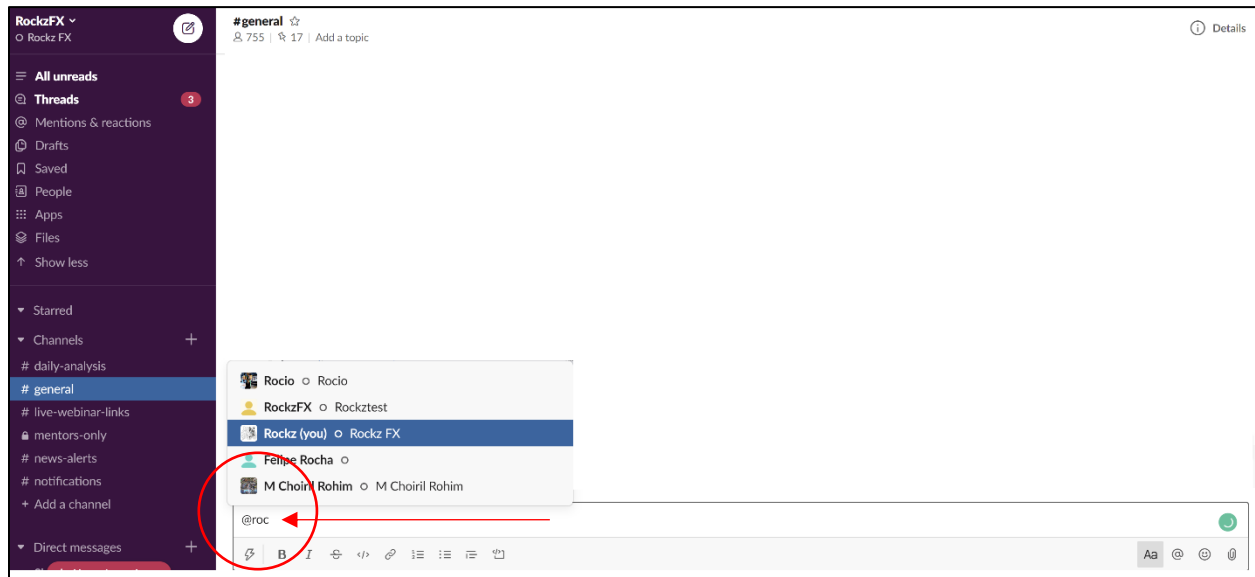 RockzFX
Rockz FX
All unreads
Threads 3
Mentions & reactions
Drafts
Saved
People
Apps
Files
Show less
Starred
Channels +
# daily-analysis
# general
# live-webinar-links
mentors-only
# news-alerts
# notifications
+ Add a channel
Direct messages +
#general
755 | 17 | Add a topic
Details
Rocio Rocio
RockzFX Rockztest
Rockz (you) Rockz FX
Felipe Rocha
M Choiril Rohim M Choiril Rohim
@roc
B I S </> Aa @